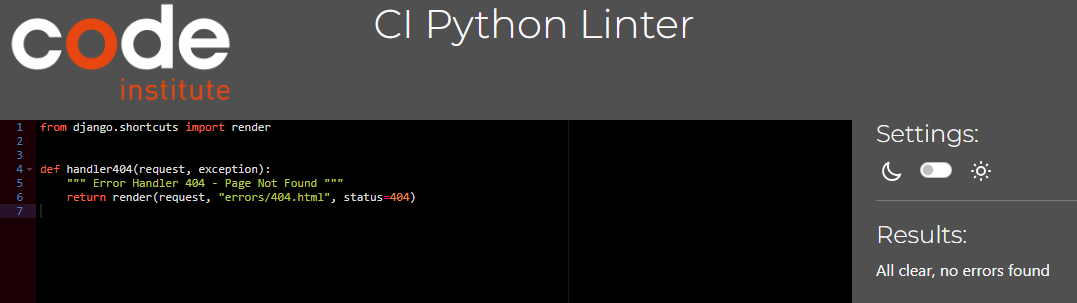 code
institute
CI Python Linter
1 from django.shortcuts import render
2
3
4 def handler404(request, exception):
5     """ Error Handler 404 - Page Not Found """
6     return render(request, "errors/404.html", status=404)
7
Settings:
Results:
All clear, no errors found